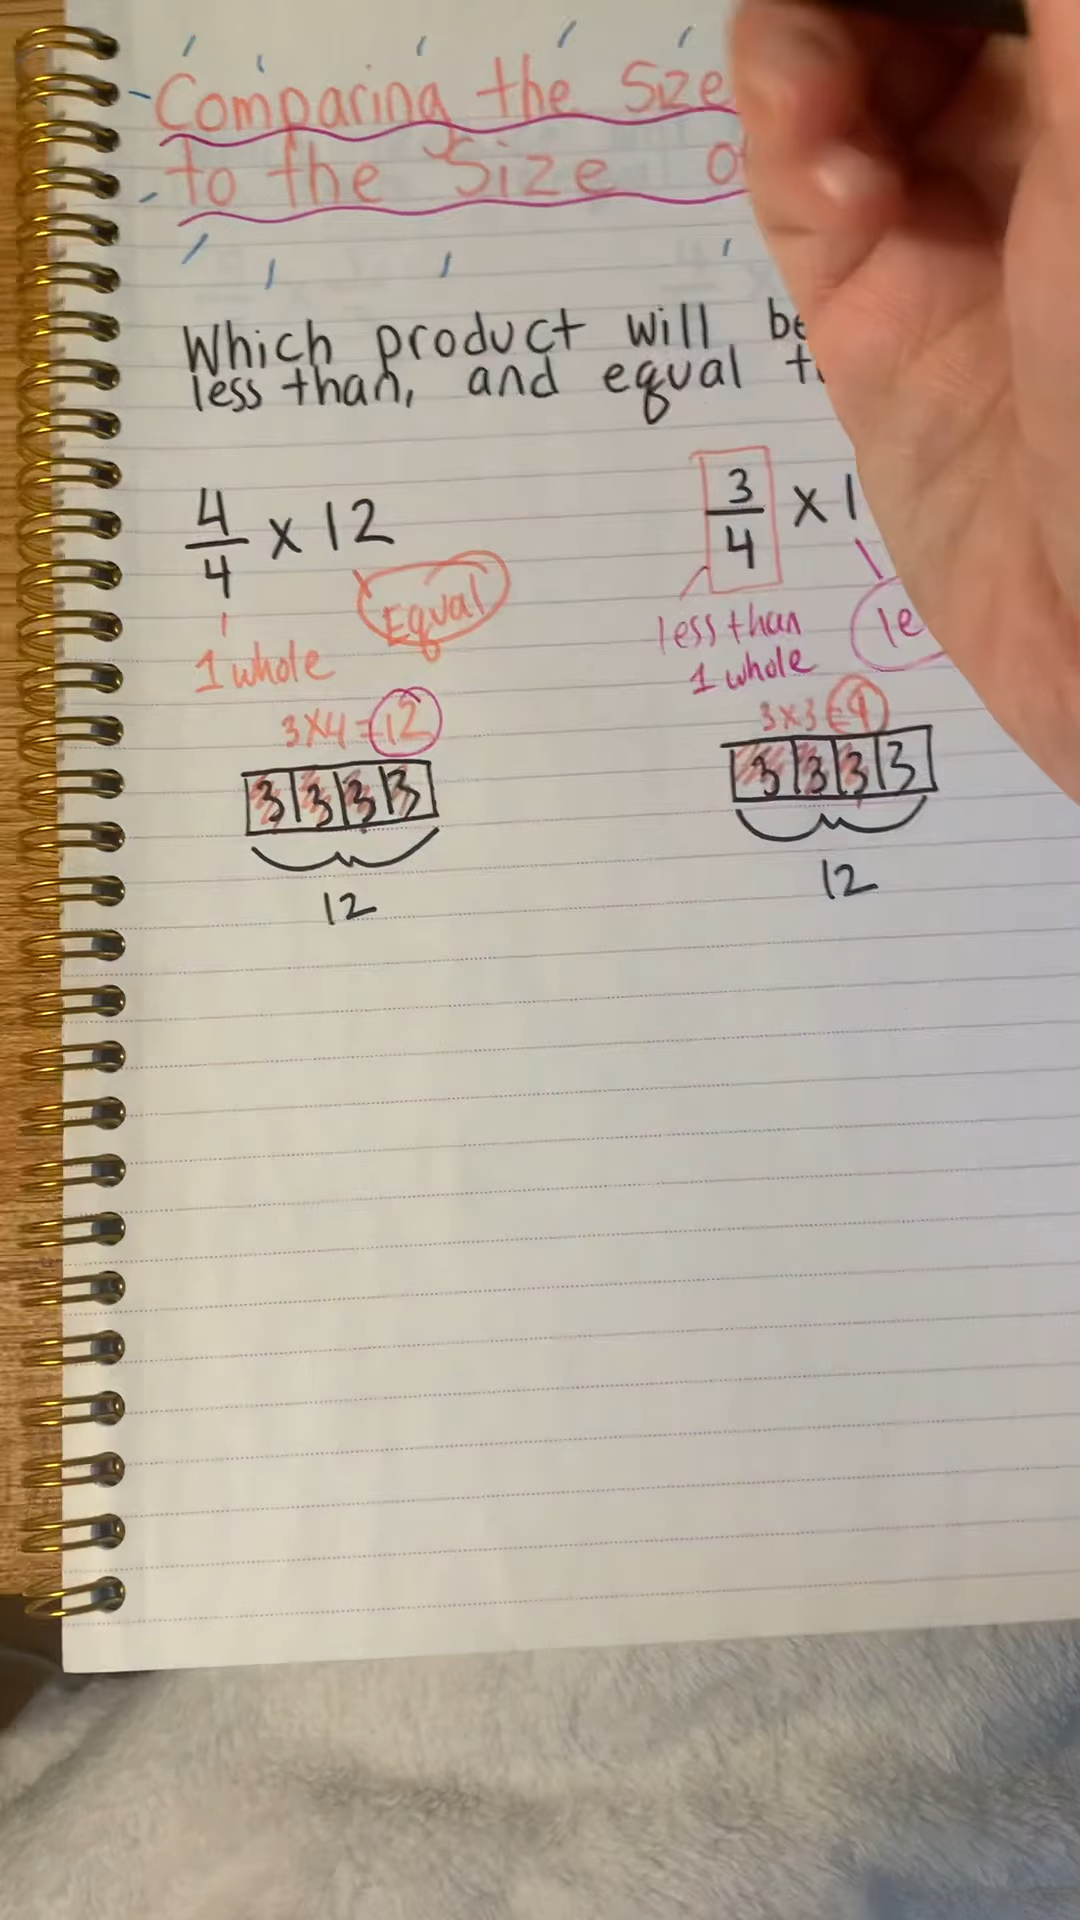 Comparing the Size
to the Size
Which product will
less than, and equal
4/4 x 12
Equal
1 whole
3x4 = 12
3 3 3 3
12
3/4 x 1
less than
1 whole
3x3 = 9
3 3 3 3
12